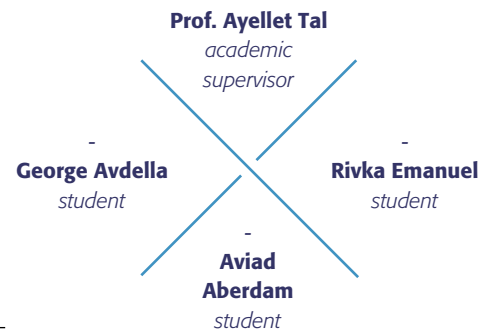 Prof. Ayellet Tal
academic
supervisor
-
George Avdella
student
-
Rivka Emanuel
student
-
Aviad
Aberdam
student